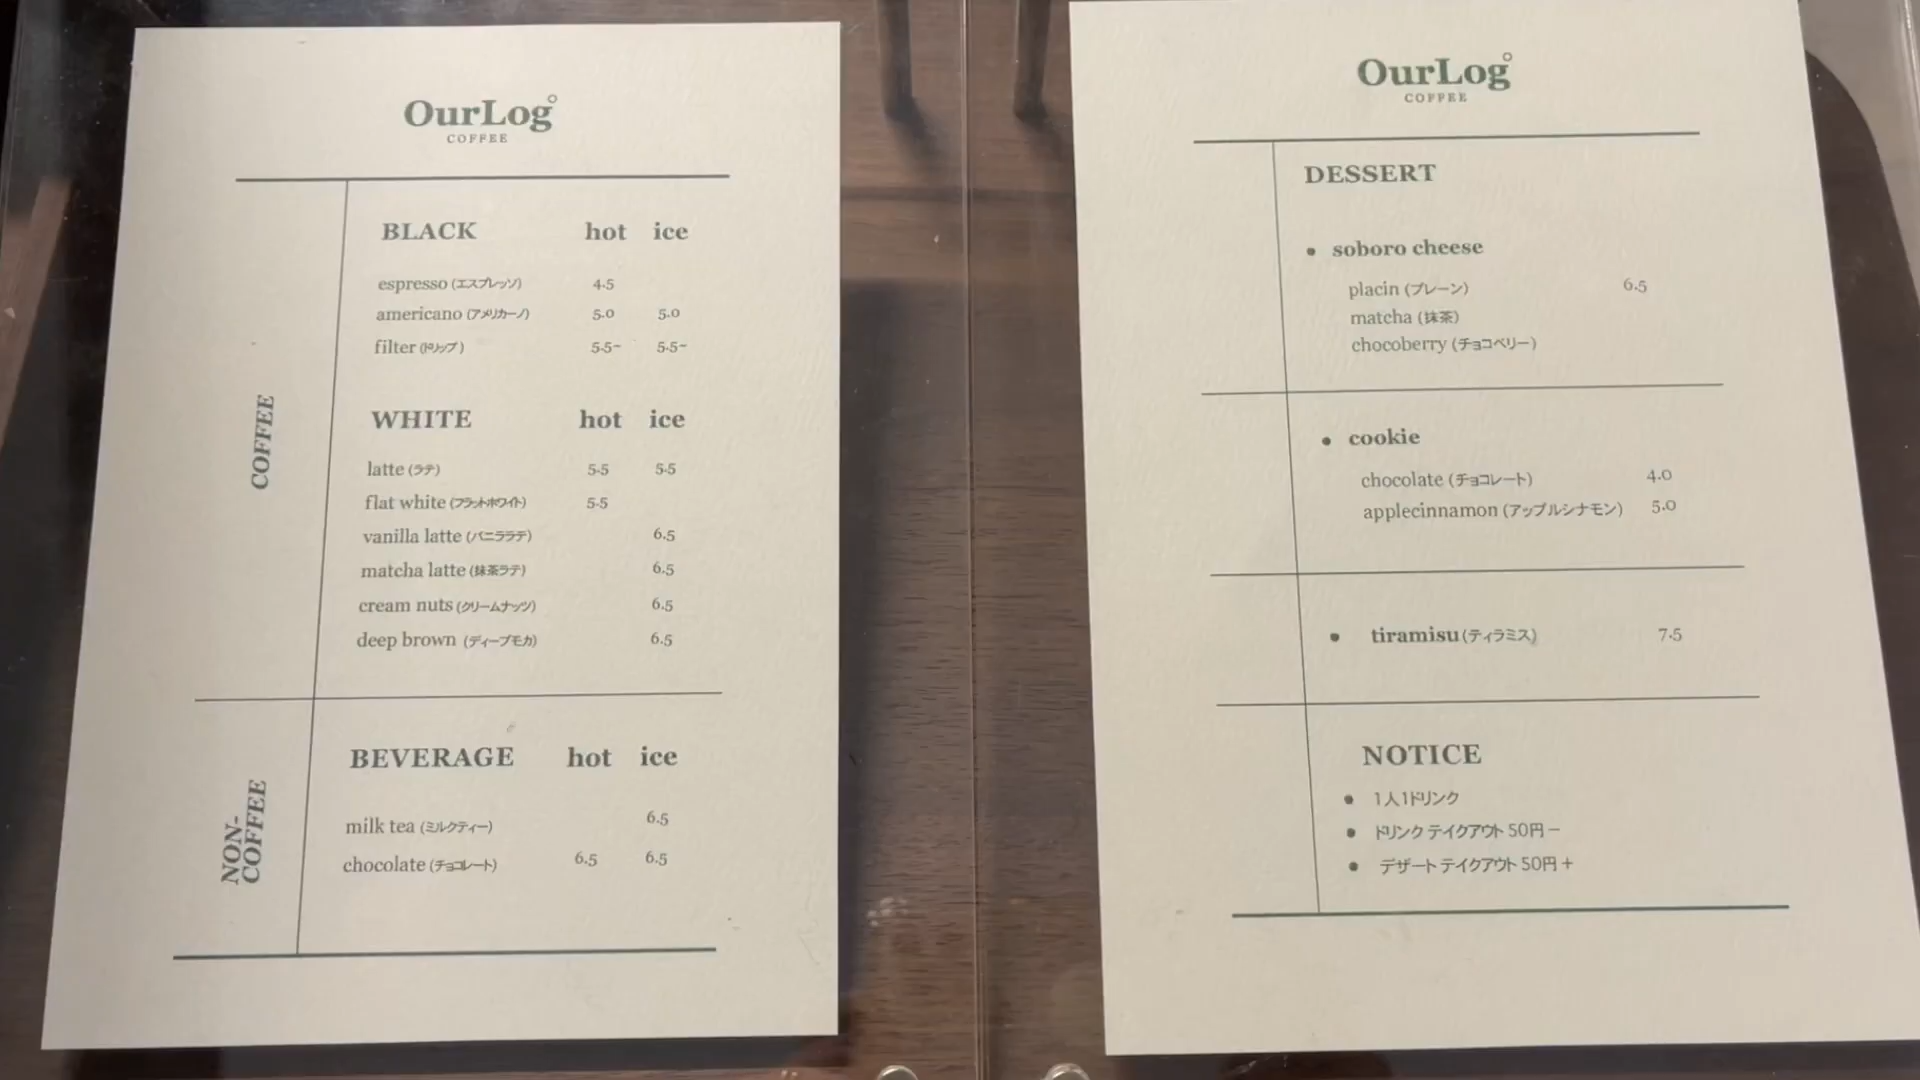 OurLog
COFFEE
COFFEE
BLACK hot ice
espresso (エスプレッソ) 4.5
americano (アメリカーノ) 5.0 5.0
filter (ドリップ) 5.5~ 5.5~
WHITE hot ice
latte (ラテ) 5.5 5.5
flat white (フラットホワイト) 5.5
vanilla latte (バニララテ) 6.5
matcha latte (抹茶ラテ) 6.5
cream nuts (クリームナッツ) 6.5
deep brown (ディープモカ) 6.5
NON-
COFFEE
BEVERAGE hot ice
milk tea (ミルクティー) 6.5
chocolate (チョコレート) 6.5 6.5
OurLog
COFFEE
DESSERT
• soboro cheese
placin (プレーン) 6.5
matcha (抹茶)
chocoberry (チョコベリー)
• cookie
chocolate (チョコレート) 4.0
applecinnamon (アップルシナモン) 5.0
• tiramisu (ティラミス) 7.5
NOTICE
• 1人1ドリンク
• ドリンク テイクアウト 50円 −
• デザート テイクアウト 50円 +